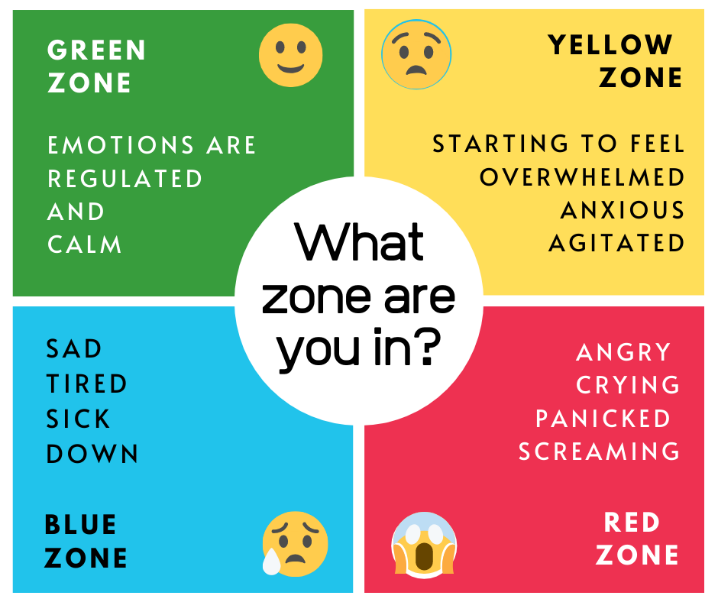 GREEN
ZONE
EMOTIONS ARE
REGULATED
AND
CALM
YELLOW
ZONE
STARTING TO FEEL
OVERWHELMED
ANXIOUS
AGITATED
What
zone are
you in?
SAD
TIRED
SICK
DOWN
BLUE
ZONE
ANGRY
CRYING
PANICKED
SCREAMING
RED
ZONE